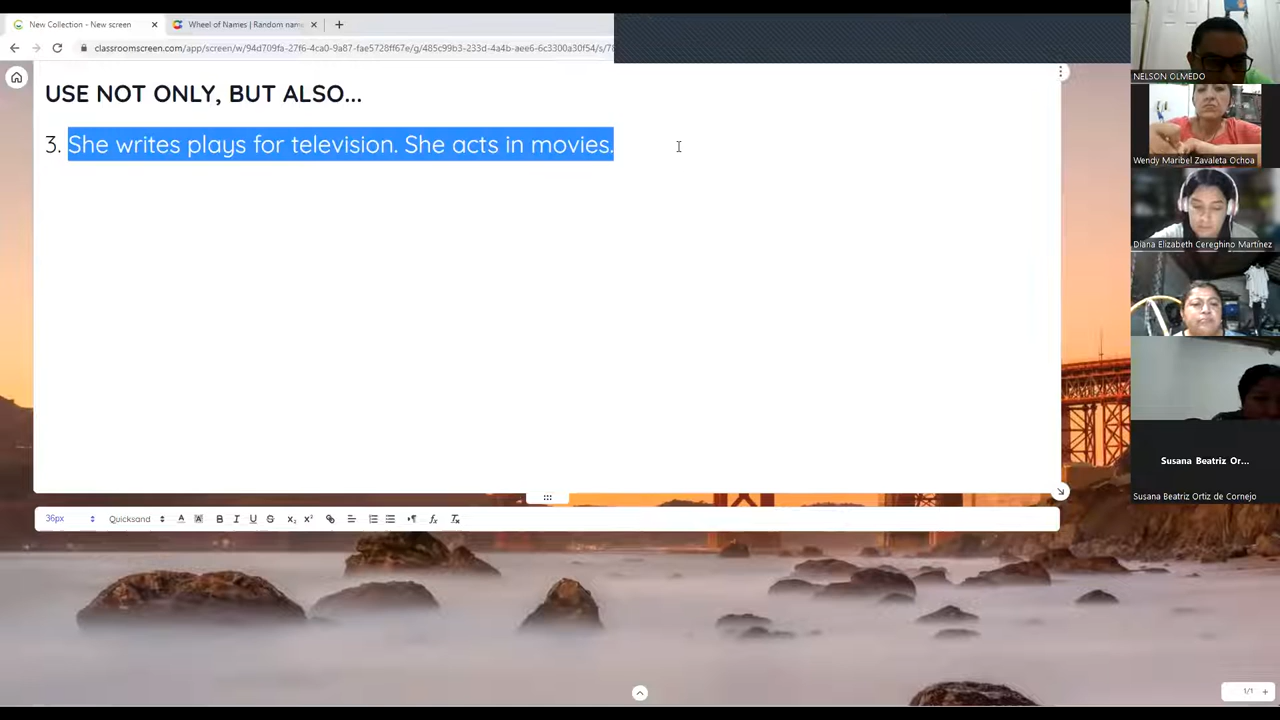 New Collection - New screen
Wheel of Names | Random name
classroomscreen.com/app/screen/w/94d709fa-27f6-4ca0-9a87-fae5728ff67e/g/485c99b3-233d-4a4b-aee6-6c3300a30f54/s/7
USE NOT ONLY, BUT ALSO...
3. She writes plays for television. She acts in movies.
NELSON OLMEDO
Wendy Maribel Zavaleta Ochoa
Diana Elizabeth Cereghino Martínez
Susana Beatriz Or...
Susana Beatriz Ortiz de Cornejo
36px
Quicksand
1/1